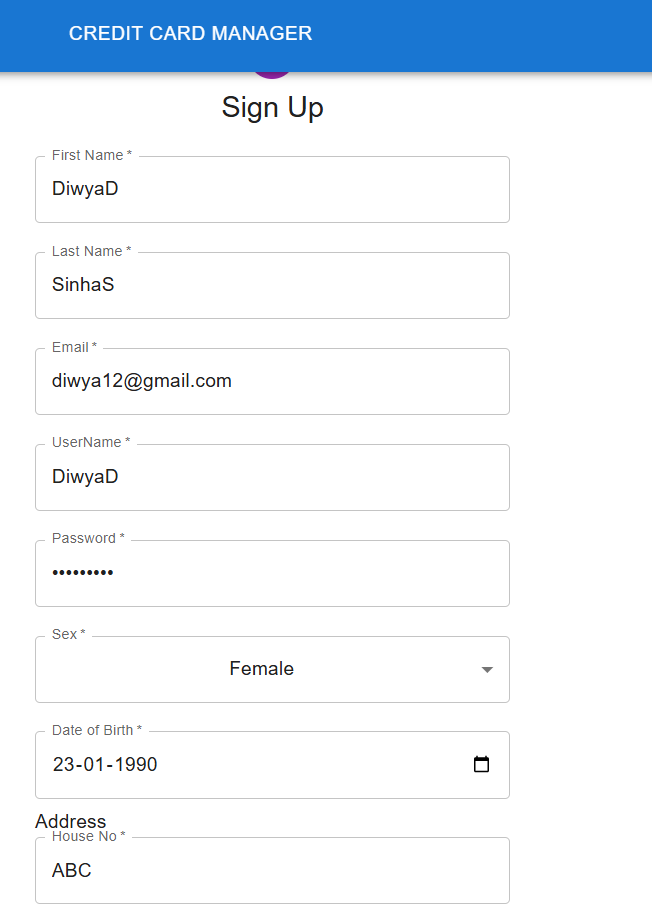 CREDIT CARD MANAGER
Sign Up
First Name *
DiwyaD
Last Name *
SinhaS
Email *
diwya12@gmail.com
UserName *
DiwyaD
Password *
•••••••••
Sex *
Female
Date of Birth *
23-01-1990
Address
House No *
ABC